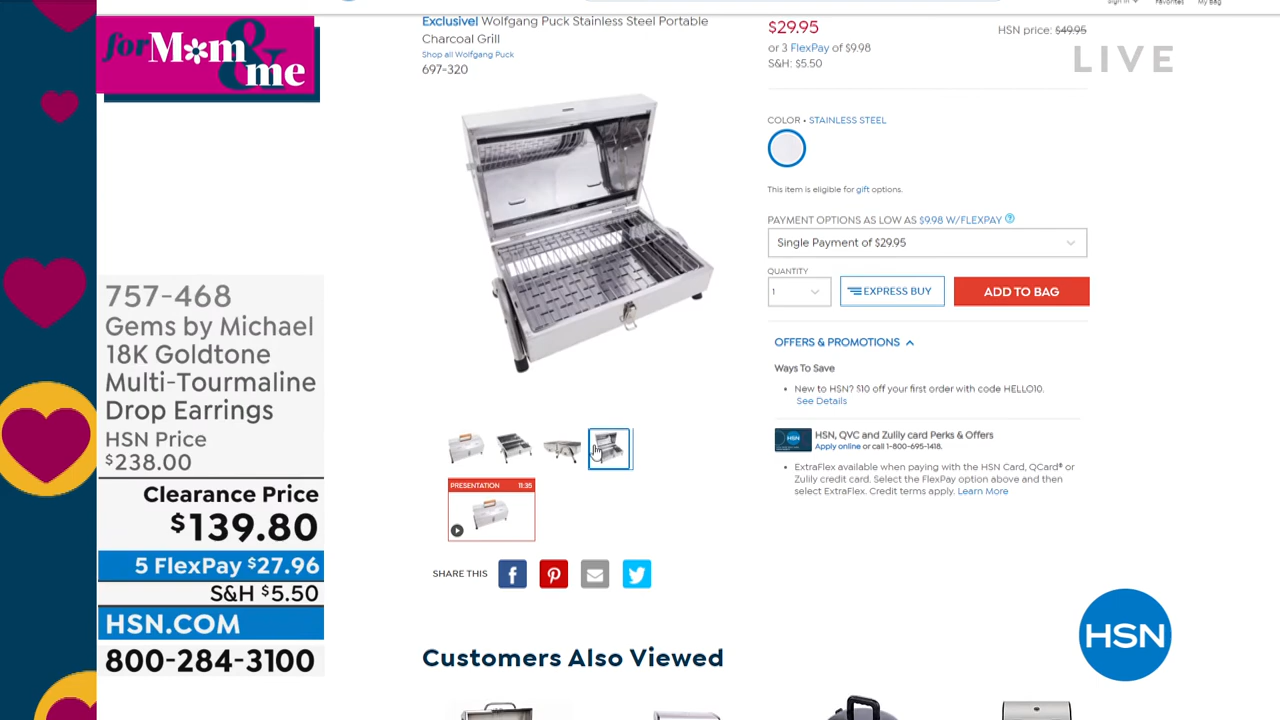 for
M m
&
me
757-468
Gems by Michael
18K Goldtone
Multi-Tourmaline
Drop Earrings
HSN Price
$238.00
Clearance Price
$139.80
5 FlexPay $27.96
S&H $5.50
HSN.COM
800-284-3100
Exclusive! Wolfgang Puck Stainless Steel Portable
Charcoal Grill
Shop all Wolfgang Puck
697-320
$29.95
HSN price: $49.95
or 3 FlexPay of $9.98
S&H: $5.50
LIVE
COLOR • STAINLESS STEEL
This item is eligible for gift options.
PAYMENT OPTIONS AS LOW AS $9.98 W/FLEXPAY ?
Single Payment of $29.95
QUANTITY
1
EXPRESS BUY
ADD TO BAG
OFFERS & PROMOTIONS
Ways To Save
• New to HSN? $10 off your first order with code HELLO10.
See Details
HSN
HSN, QVC and Zulily card Perks & Offers
Apply online or call 1-800-695-1418.
• ExtraFlex available when paying with the HSN Card, QCard® or
Zulily credit card. Select the FlexPay option above and then
select ExtraFlex. Credit terms apply. Learn More
PRESENTATION 11:35
SHARE THIS
HSN
Customers Also Viewed